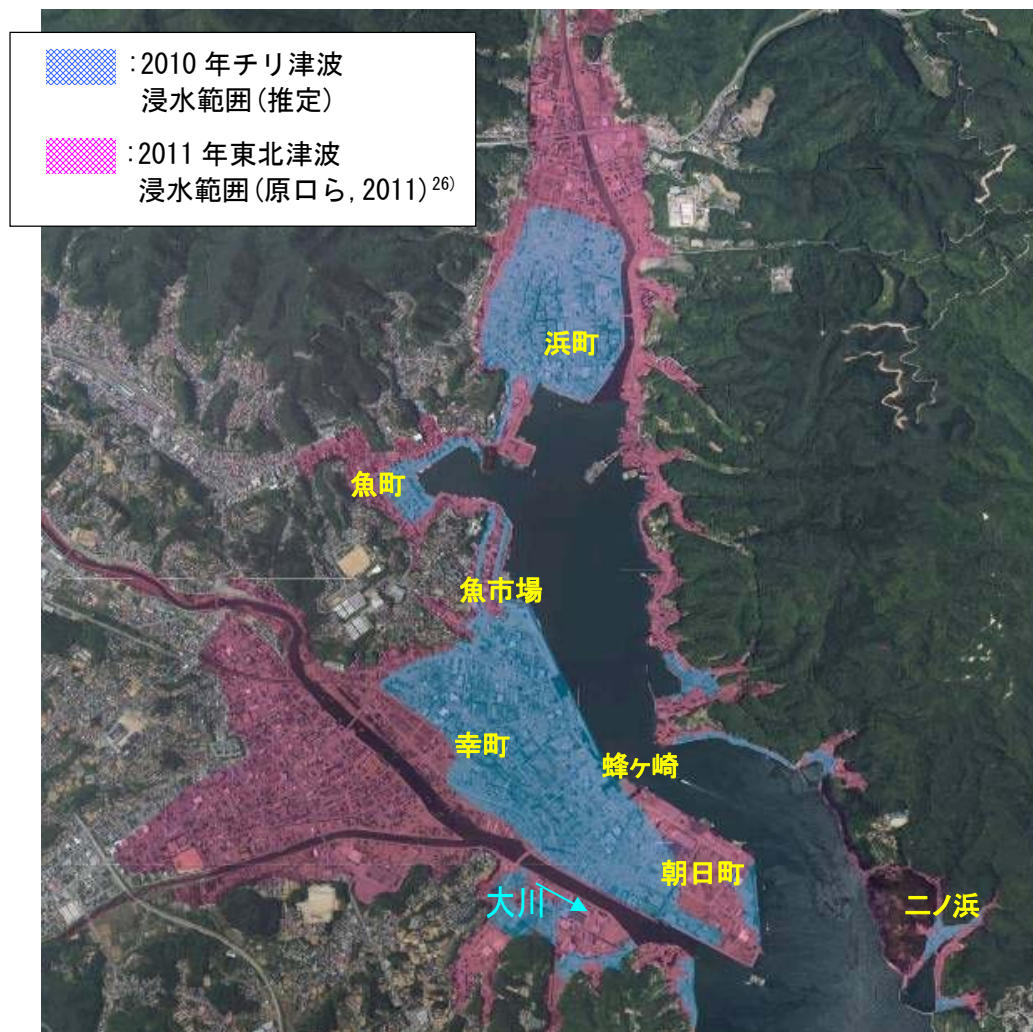 :2010 年チリ津波
浸水範囲(推定)
:2011 年東北津波
浸水範囲(原口ら, 2011)26)
浜町
魚町
魚市場
幸町
蜂ヶ崎
朝日町
大川
二ノ浜